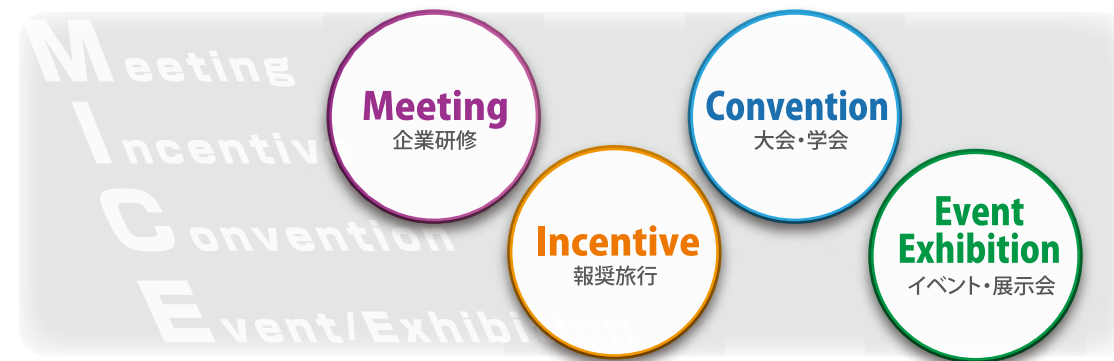 Meeting
Incentiv
Convention
Event/Exhibition
Meeting
企業研修
Incentive
報奨旅行
Convention
大会・学会
Event
Exhibition
イベント・展示会